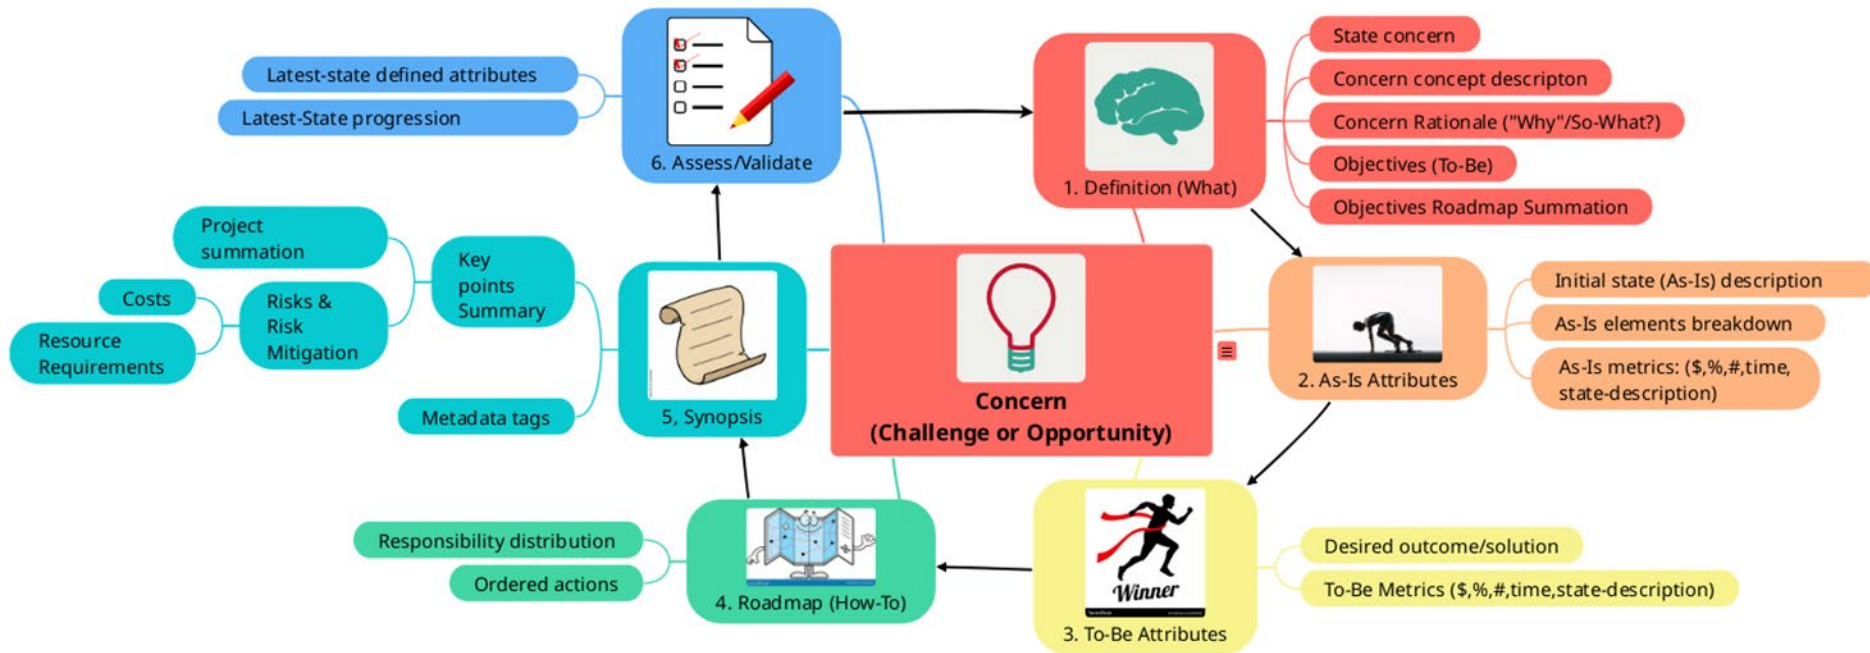 State concern
Concern concept descripton
Concern Rationale ("Why"/So-What?)
Objectives (To-Be)
Objectives Roadmap Summation
1. Definition (What)
Initial state (As-Is) description
As-Is elements breakdown
As-Is metrics: ($,%,#,time,
state-description)
2. As-Is Attributes
Desired outcome/solution
To-Be Metrics ($,%,#,time,state-description)
Winner
3. To-Be Attributes
Responsibility distribution
Ordered actions
4. Roadmap (How-To)
Project
summation
Key
points
Summary
Costs
Risks &
Risk
Mitigation
Resource
Requirements
Metadata tags
5, Synopsis
Latest-state defined attributes
Latest-State progression
6. Assess/Validate
Concern
(Challenge or Opportunity)